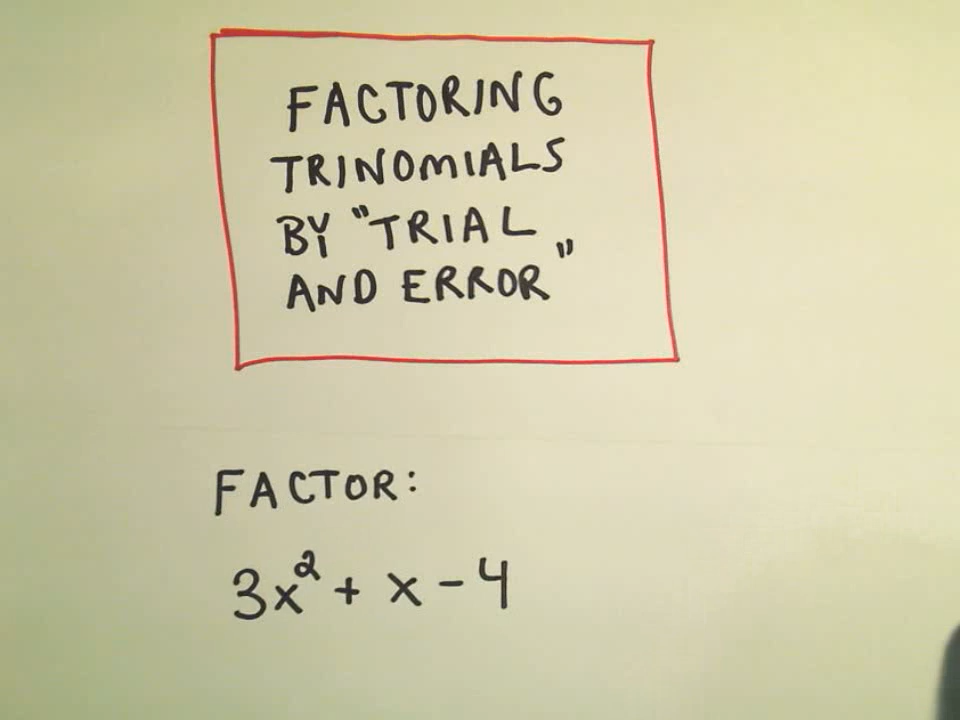 FACTORING
TRINOMIALS
BY "TRIAL
AND ERROR"
FACTOR:
3x² + x - 4